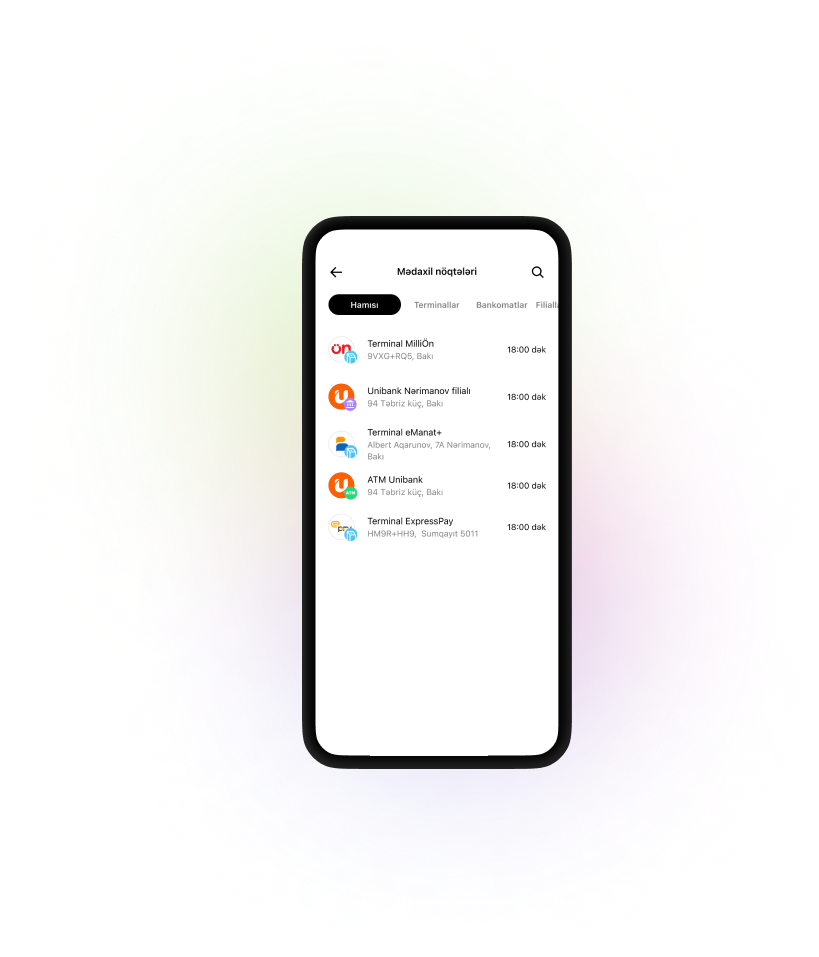 Mədaxil nöqtələri
Hamısı Terminallar Bankomatlar
ön
Terminal MilliÖn
9VXG+RQ5, Bakı
18:00 dək
Unibank Nərimanov filialı
94 Təbriz küç, Bakı
18:00 dək
Terminal eManat+
Albert Aqarunov, 7A Nərimanov,
Bakı
18:00 dək
ATM
ATM Unibank
94 Təbriz küç, Bakı
18:00 dək
Terminal ExpressPay
HM9R+HH9, Sumqayıt 5011
18:00 dək